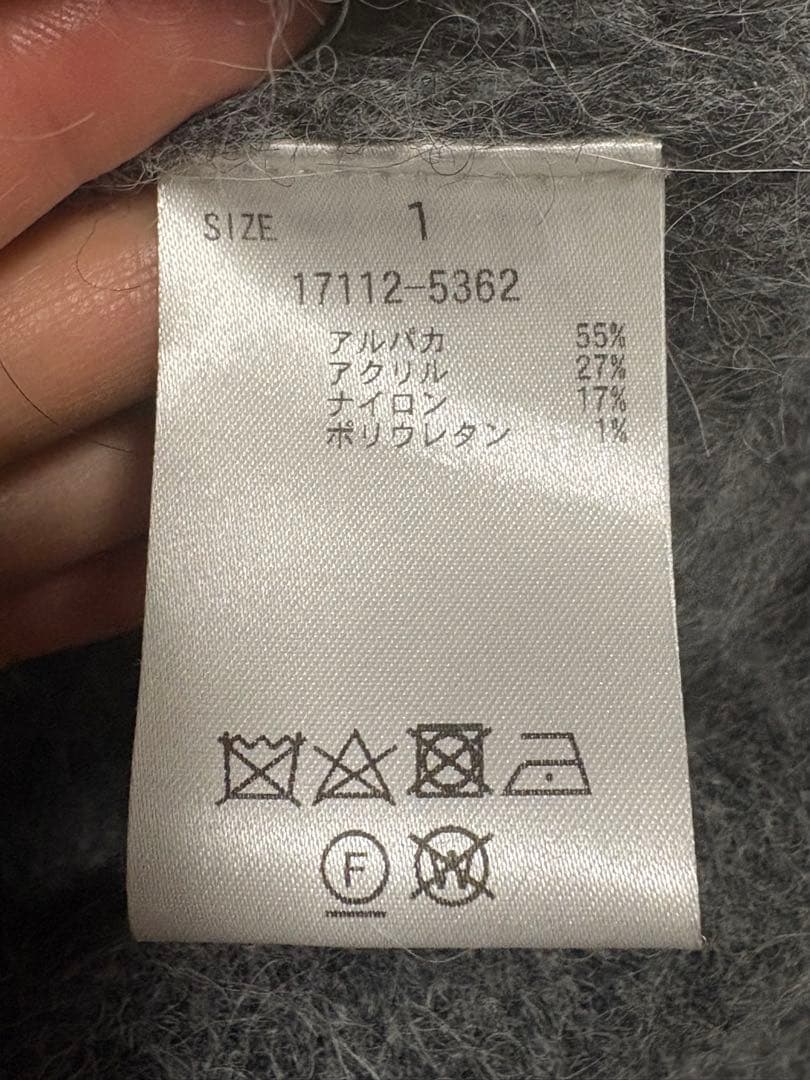 SIZE 1
17112-5362
アルパカ 55%
アクリル 27%
ナイロン 17%
ポリウレタン 1%
F W